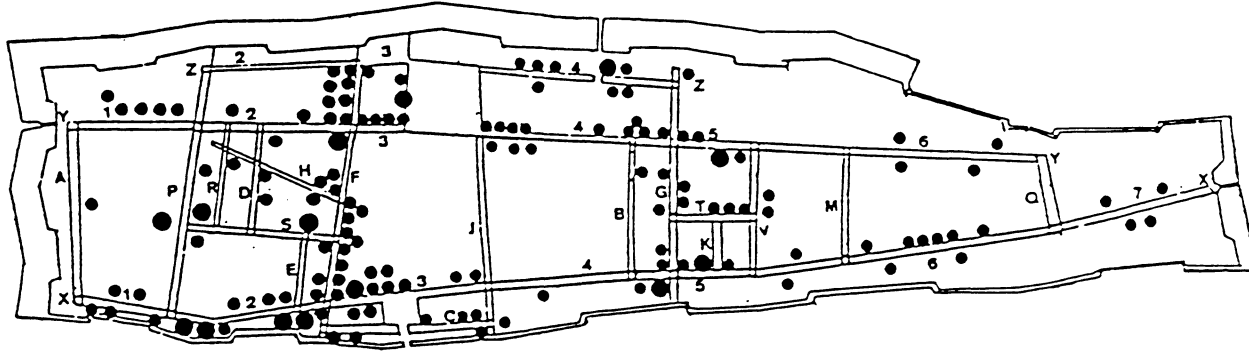 2 3
Z 4
Z
Y 1 2 3 4 5 6
Y
H F
A P R D G X
7
T M Q
S B
J V
K
E
3 4 6
X 1 2 5
C